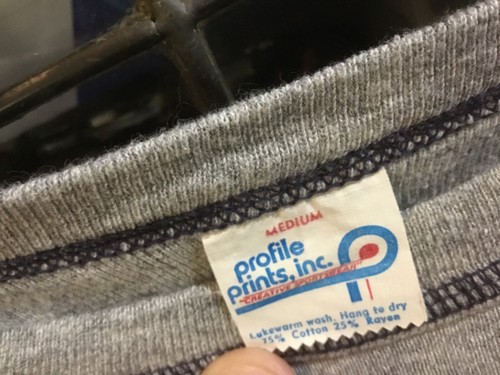 MEDIUM
profile
prints, inc.
"CREATIVE SPORTSWEAR"
Lukewarm wash. Hang to dry
75% Cotton 25% Rayon